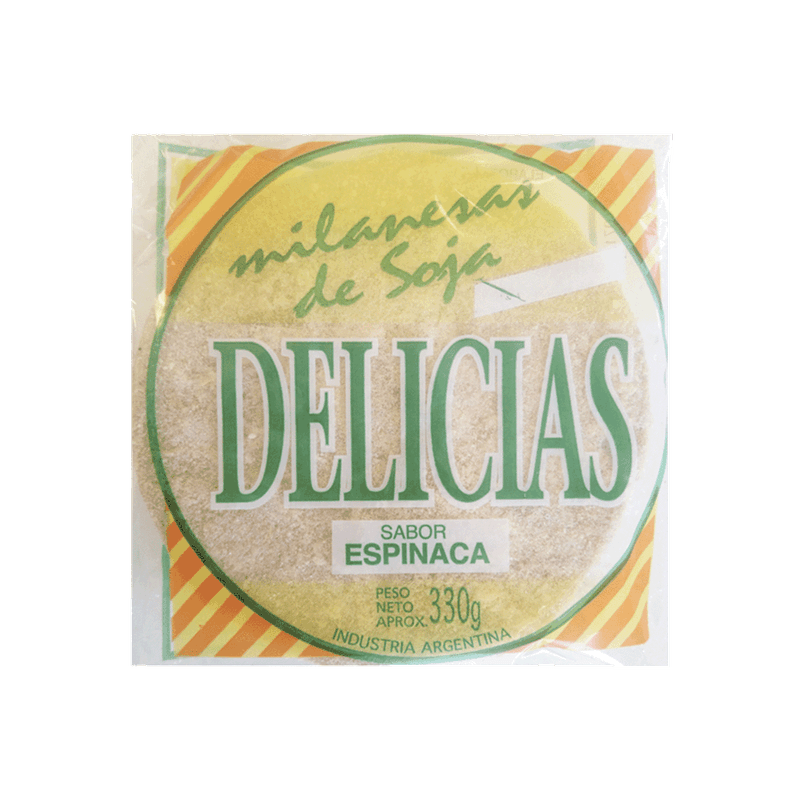 milanesas
de Soja
DELICIAS
SABOR
ESPINACA
PESO
NETO
APROX. 330g
INDUSTRIA ARGENTINA